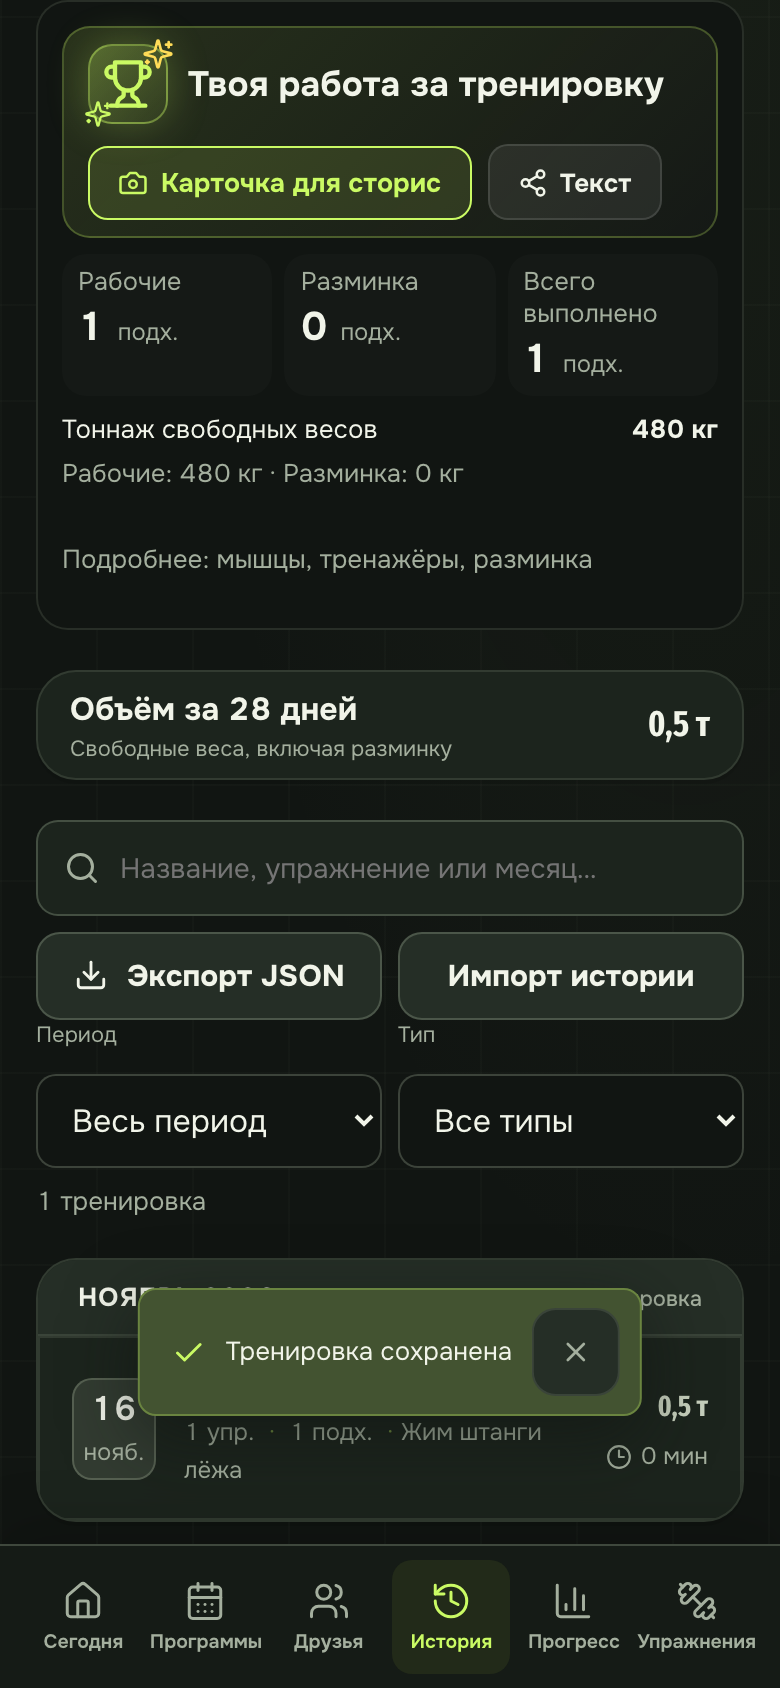 Твоя работа за тренировку
Карточка для сторис
Текст
Рабочие
1 подх.
Разминка
0 подх.
Всего
выполнено
1 подх.
Тоннаж свободных весов 480 кг
Рабочие: 480 кг · Разминка: 0 кг
Подробнее: мышцы, тренажёры, разминка
Объём за 28 дней
Свободные веса, включая разминку
0,5 т
Название, упражнение или месяц...
Экспорт JSON
Импорт истории
Период
Тип
Весь период
Все типы
1 тренировка
Тренировка сохранена
16
нояб.
1 упр. · 1 подх. · Жим штанги
лёжа
0,5 т
0 мин
Сегодня
Программы
Друзья
История
Прогресс
Упражнения